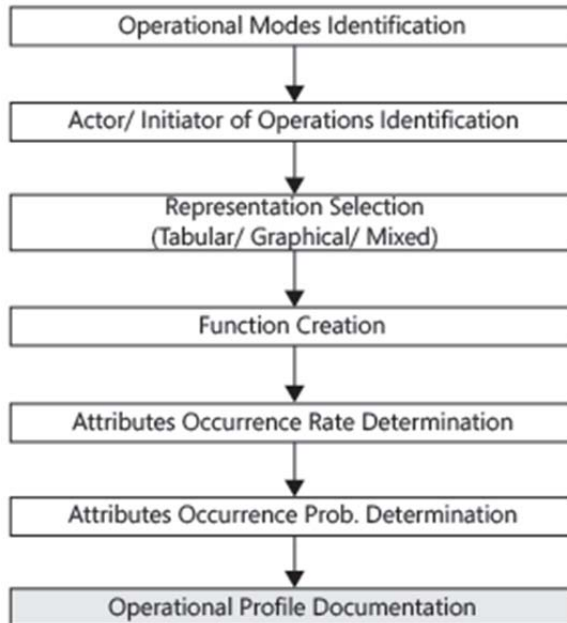 Operational Modes Identification
Actor/ Initiator of Operations Identification
Representation Selection
(Tabular/ Graphical/ Mixed)
Function Creation
Attributes Occurrence Rate Determination
Attributes Occurrence Prob. Determination
Operational Profile Documentation